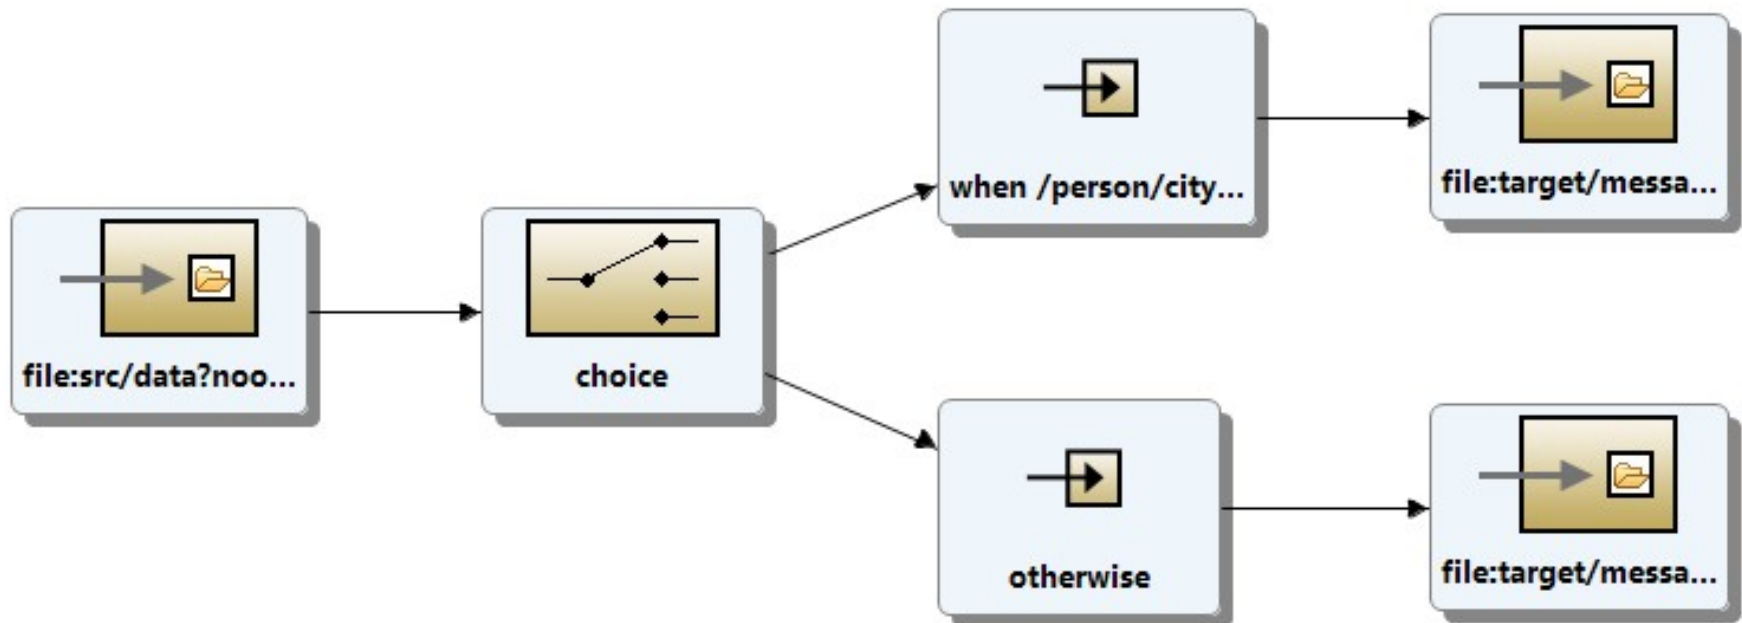 file:src/data?noo...
choice
when /person/city...
file:target/messa...
otherwise
file:target/messa...